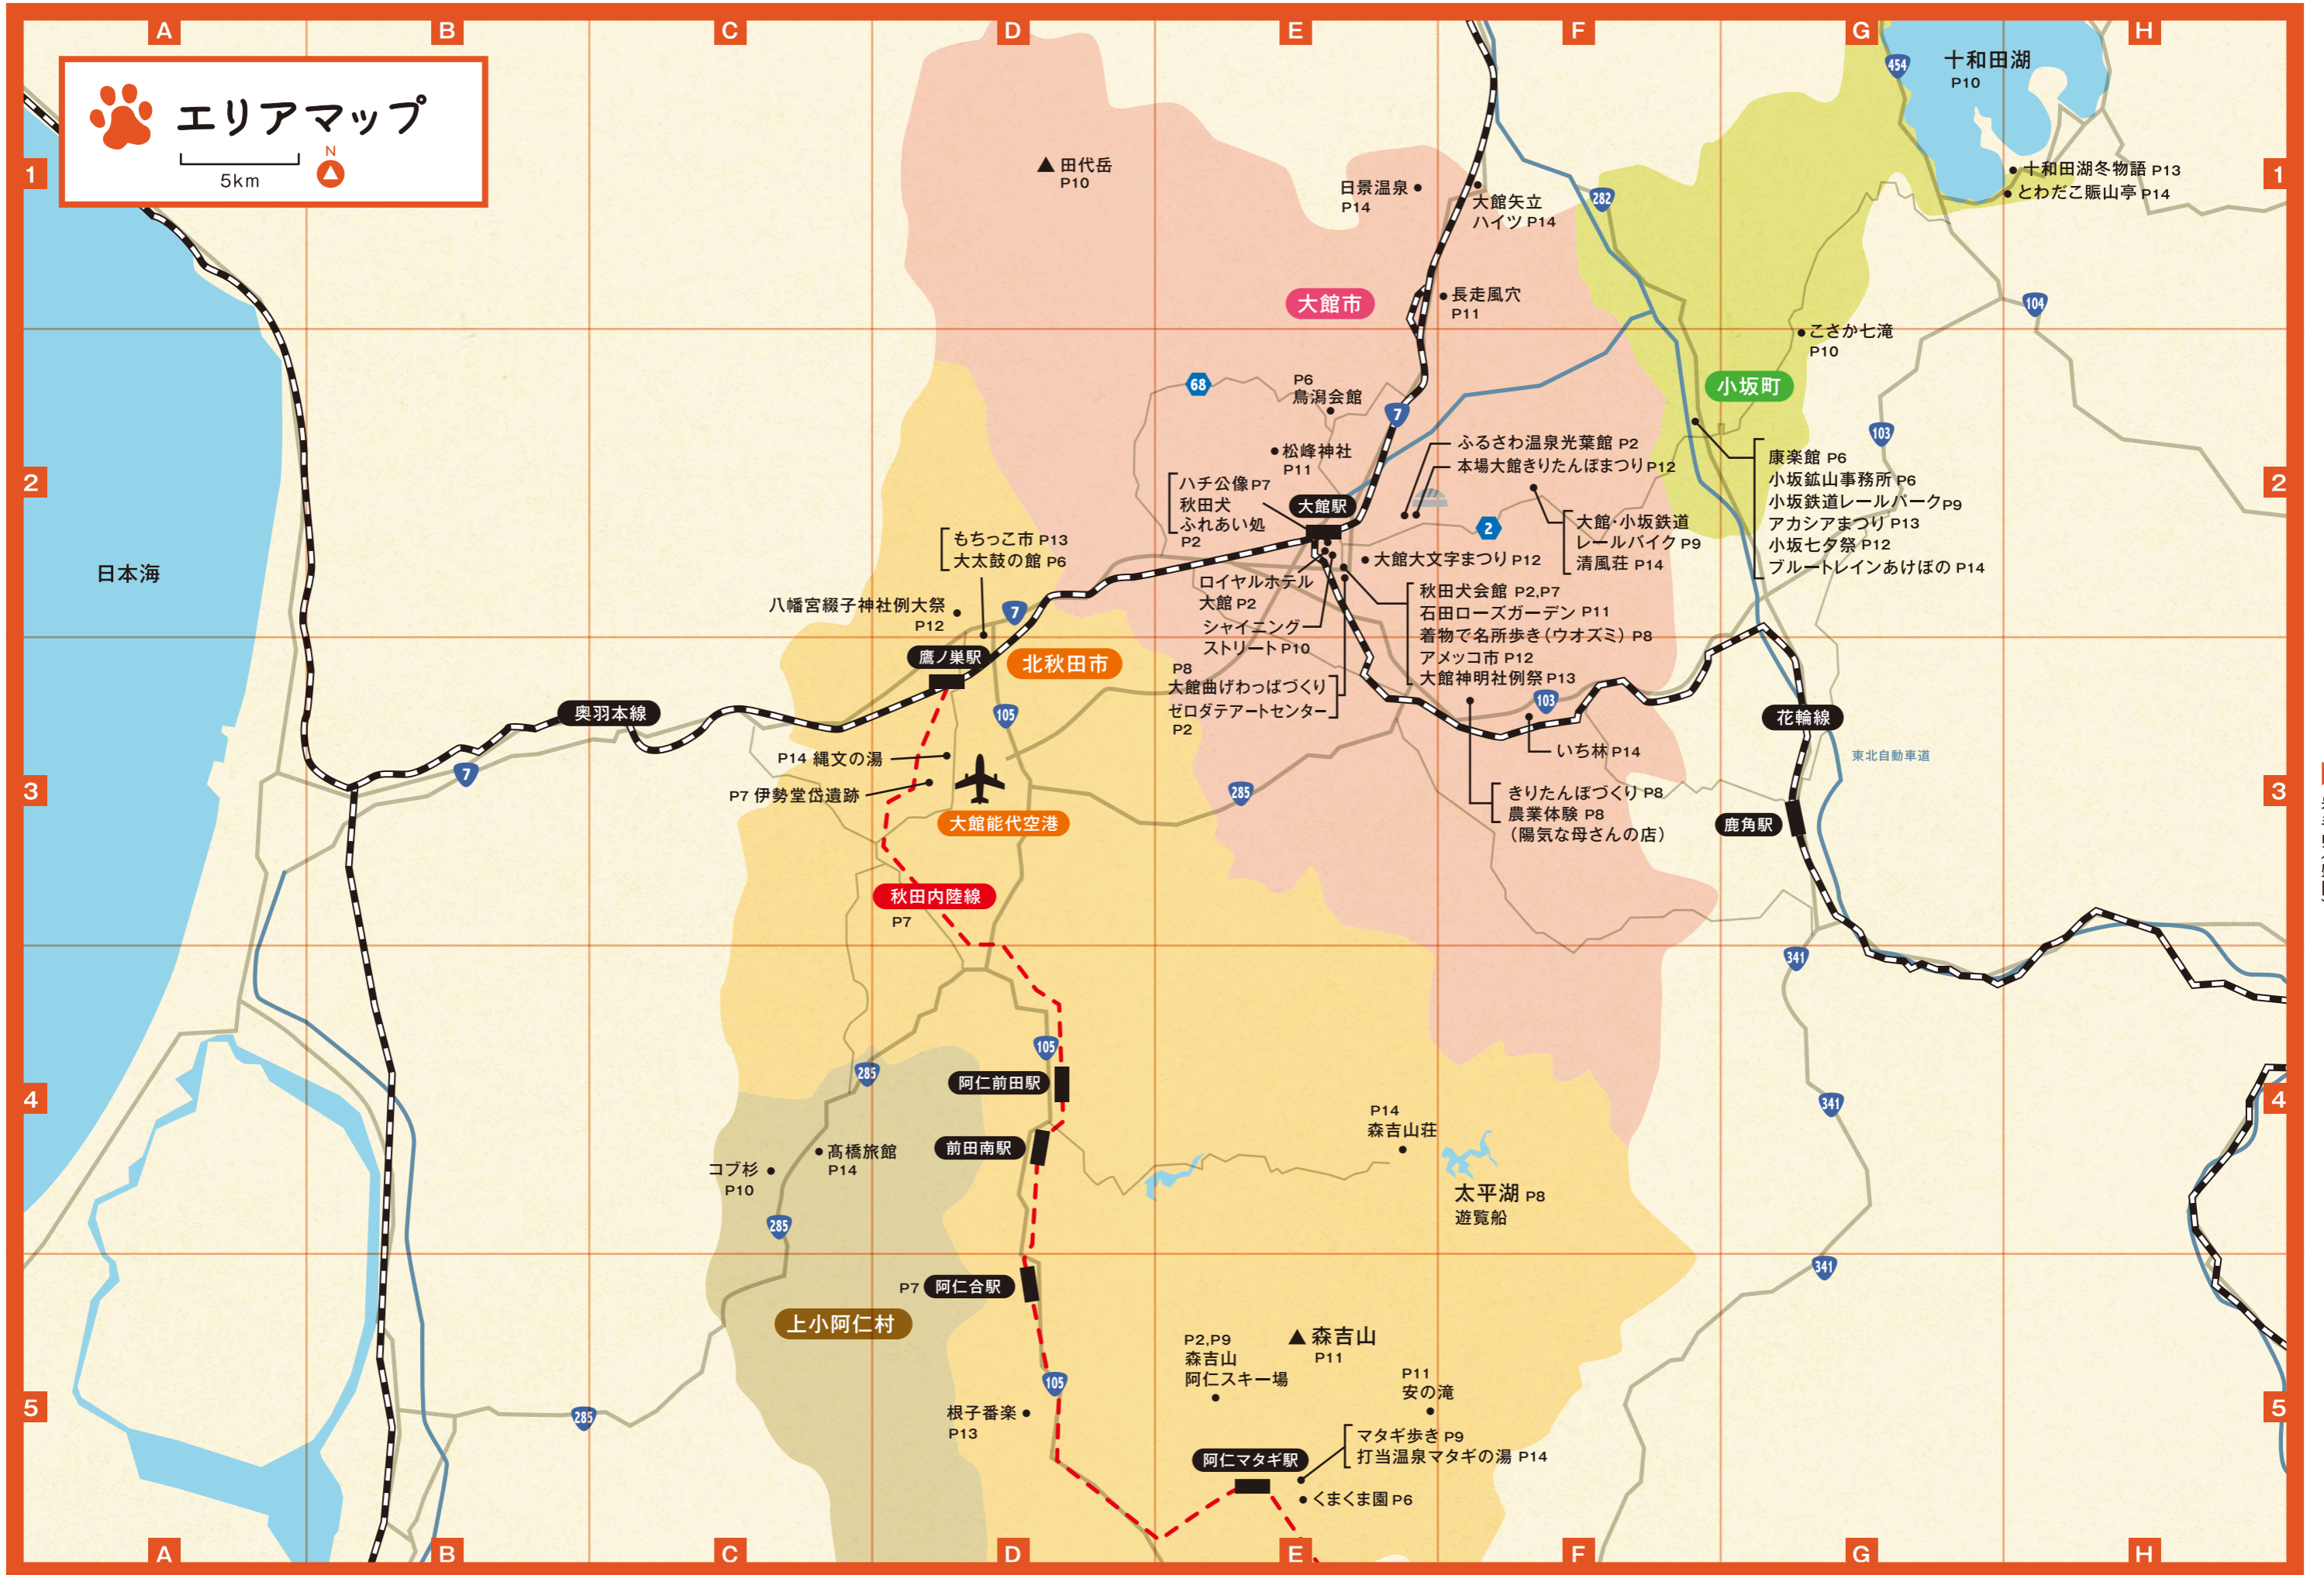 A
B
C
D
E
F
G
H
エリアマップ
5km
N
1
1
454
十和田湖
P10
十和田湖冬物語 P13
とわだこ賑山亭 P14
田代岳
P10
日景温泉
P14
大館矢立
ハイツ P14
282
大館市
長走風穴
P11
104
こさか七滝
P10
小坂町
103
68
P6
鳥潟会館
7
松峰神社
P11
ふるさわ温泉光葉館 P2
本場大館きりたんぽまつり P12
2
2
ハチ公像 P7
秋田犬
ふれあい処
P2
大館駅
2
大館・小坂鉄道
レールバイク P9
清風荘 P14
康楽館 P6
小坂鉱山事務所 P6
小坂鉄道レールパーク P9
アカシアまつり P13
小坂七夕祭 P12
ブルートレインあけぼの P14
日本海
もちっこ市 P13
大太鼓の館 P6
大館大文字まつり P12
ロイヤルホテル
大館 P2
シャイニング
ストリート P10
秋田犬会館 P2,P7
石田ローズガーデン P11
着物で名所歩き(ウオズミ) P8
アメッコ市 P12
大館神明社例祭 P13
八幡宮綴子神社例大祭
P12
7
鷹ノ巣駅
北秋田市
P8
大館曲げわっぱづくり
ゼロダテアートセンター
P2
奥羽本線
105
103
花輪線
東北自動車道
いち林 P14
7
P14 縄文の湯
P7 伊勢堂岱遺跡
大館能代空港
285
きりたんぽづくり P8
農業体験 P8
(陽気な母さんの店)
鹿角駅
3
3
秋田内陸線
P7
341
105
285
阿仁前田駅
4
4
341
前田南駅
髙橋旅館
P14
コブ杉
P10
P14
森吉山荘
太平湖 P8
遊覧船
285
341
P7 阿仁合駅
上小阿仁村
P2,P9
森吉山
阿仁スキー場
森吉山
P11
P11
安の滝
105
5
5
285
根子番楽
P13
マタギ歩き P9
打当温泉マタギの湯 P14
阿仁マタギ駅
くまくま園 P6
A
B
C
D
E
F
G
H